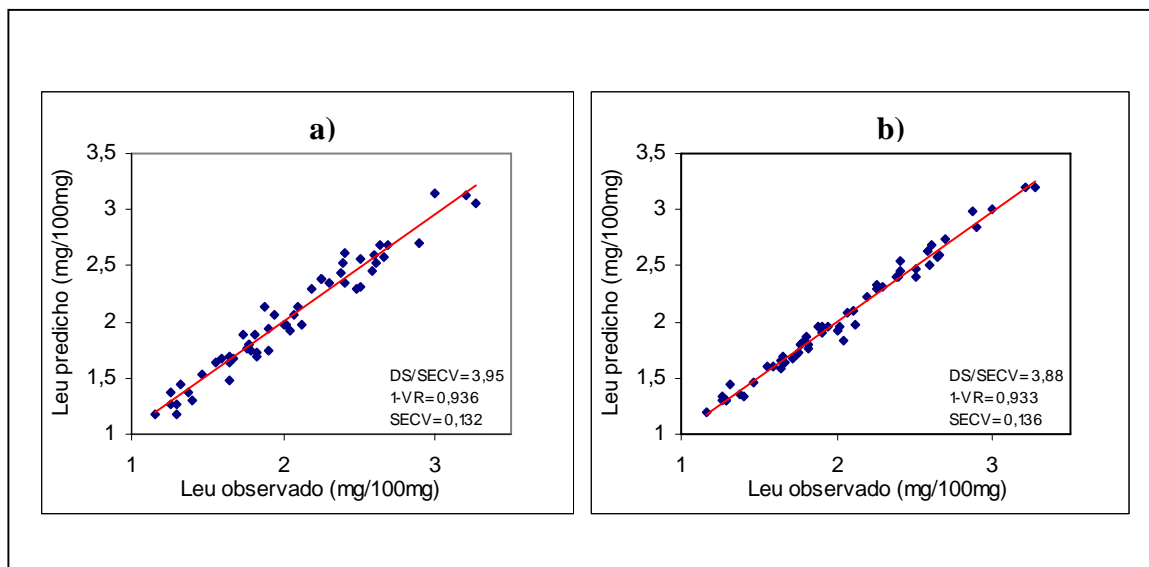 a)
3,5
3
2,5
2
1,5
1
Leu predicho (mg/100mg)
DS/SECV= 3,95
1-VR= 0,936
SECV= 0,132
1 2 3
Leu observado (mg/100mg)
b)
3,5
3
2,5
2
1,5
1
Leu predicho (mg/100mg)
DS/SECV= 3,88
1-VR= 0,933
SECV= 0,136
1 2 3
Leu observado (mg/100mg)